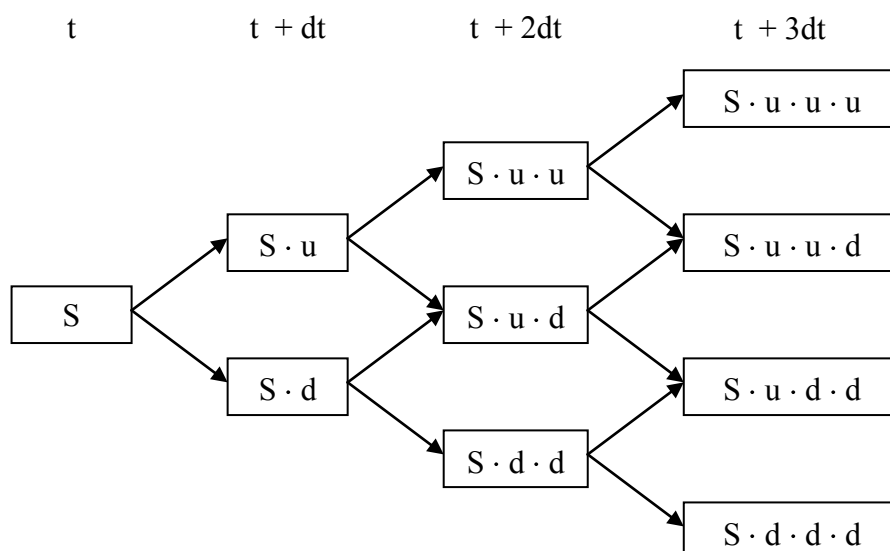 t t + dt t + 2dt t + 3dt
S · u · u · u
S · u · u
S · u S · u · u · d
S S · u · d
S · d S · u · d · d
S · d · d
S · d · d · d